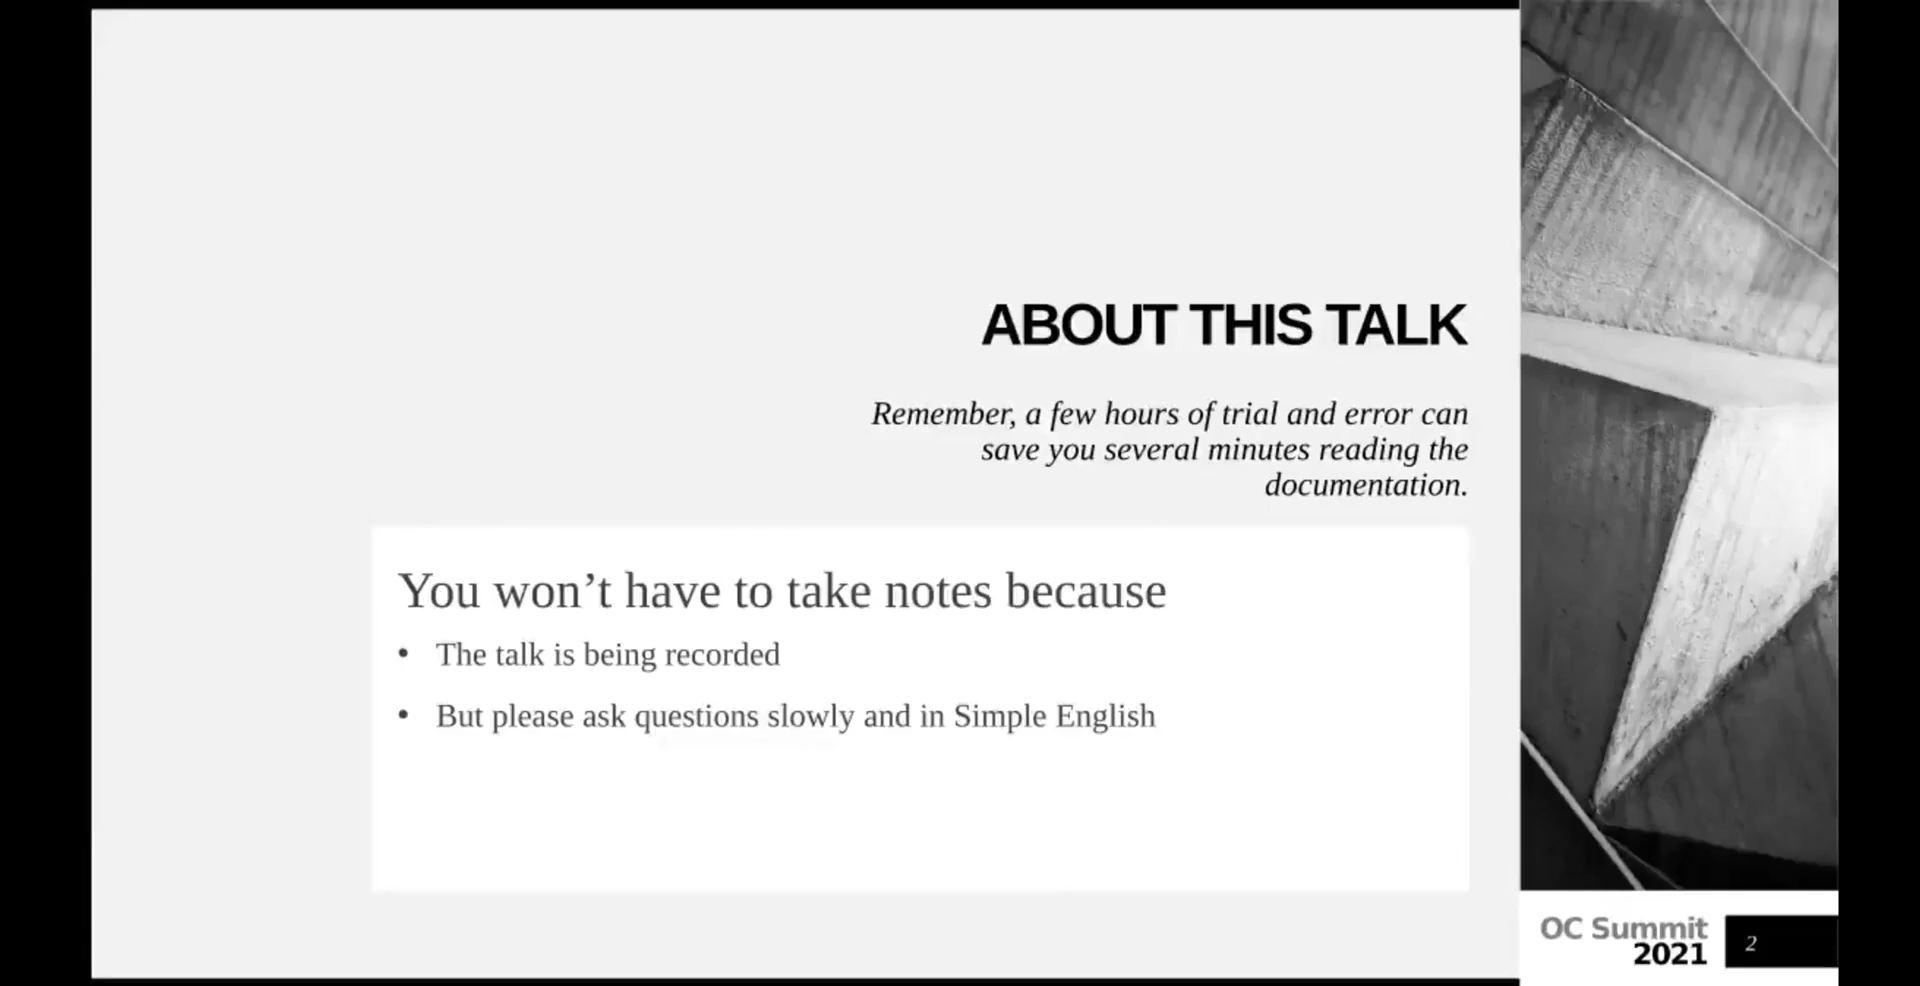 ABOUT THIS TALK
Remember, a few hours of trial and error can
save you several minutes reading the
documentation.
You won’t have to take notes because
• The talk is being recorded
• But please ask questions slowly and in Simple English
OC Summit
2021
2